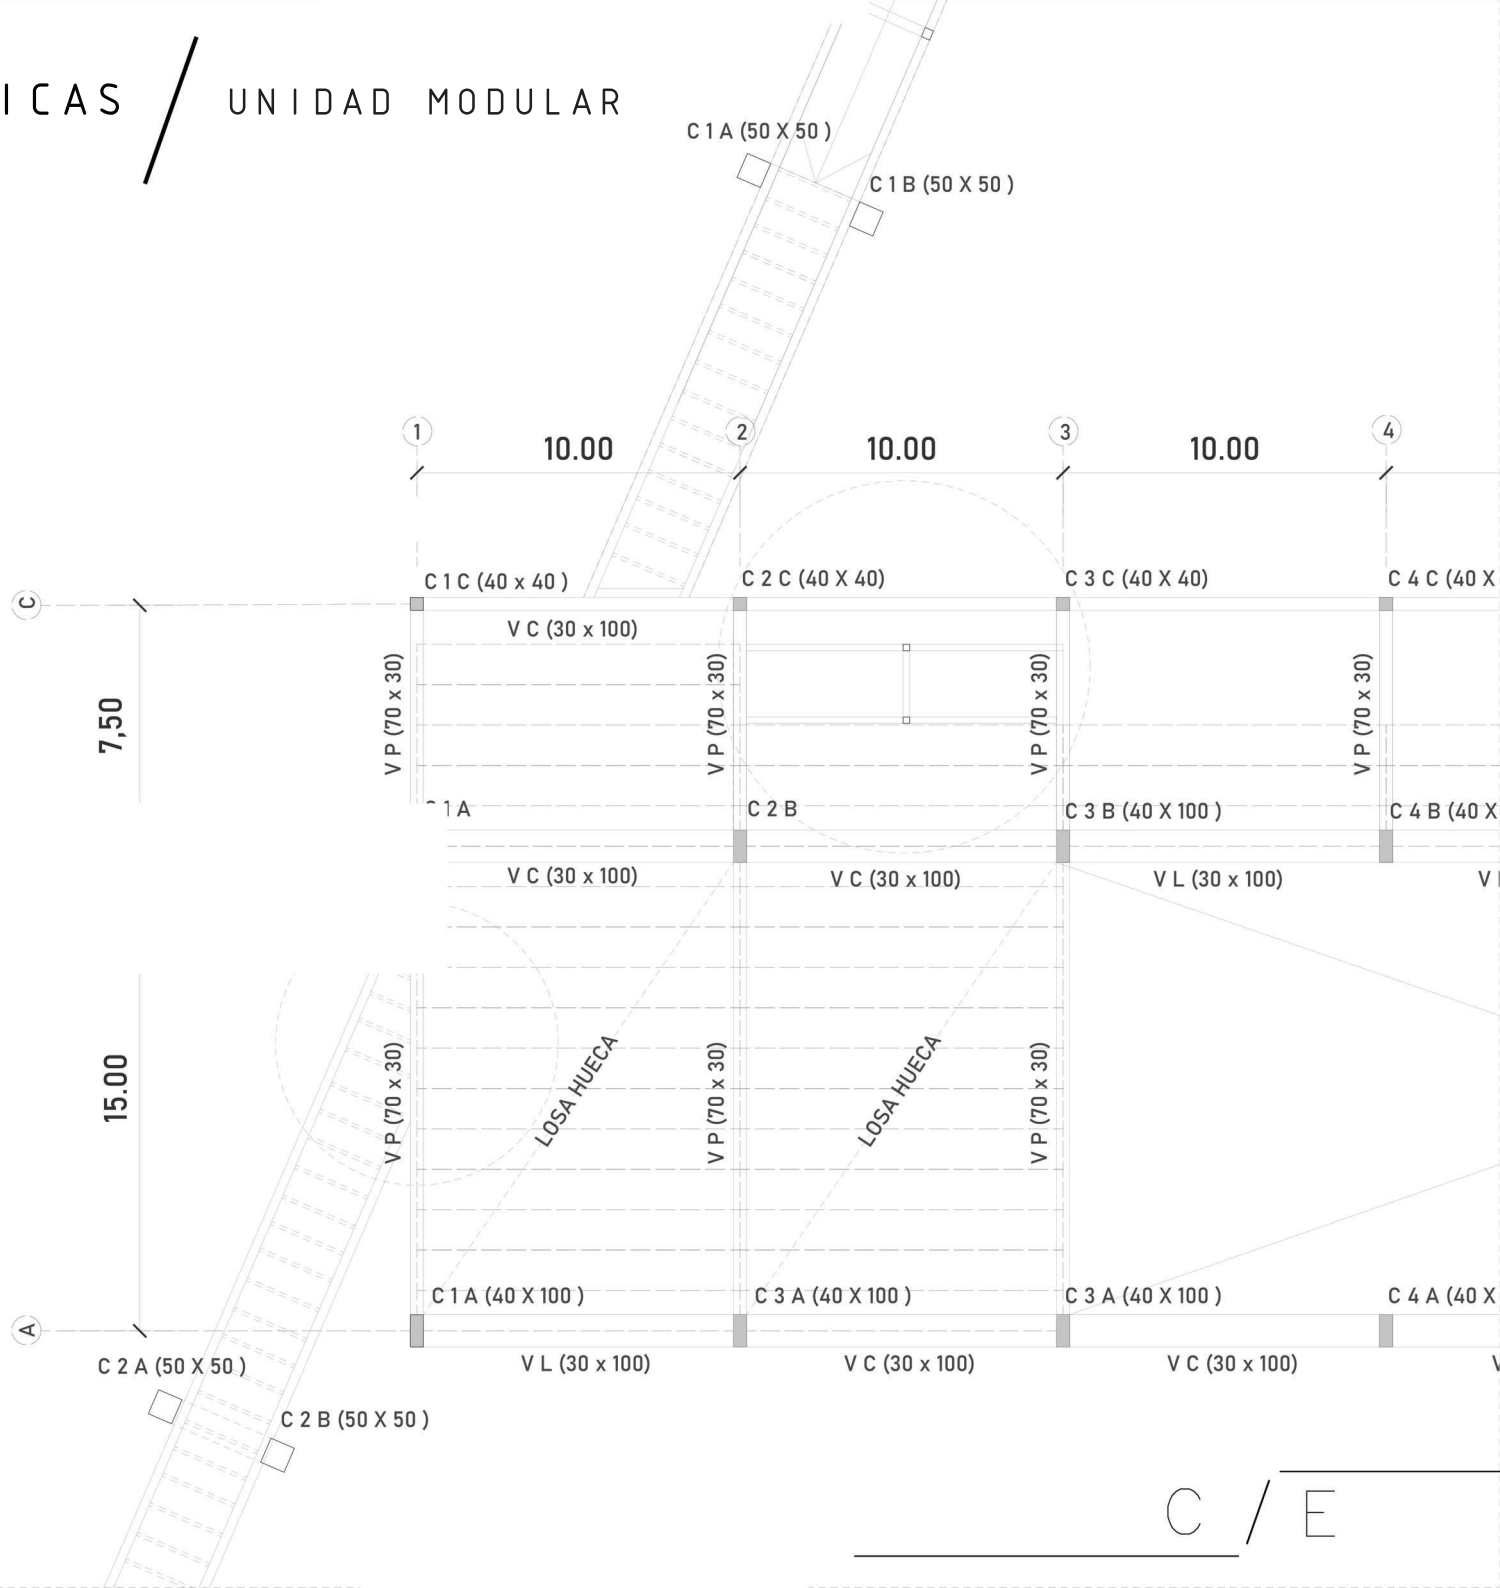 ICAS / UNIDAD MODULAR
C 1 A (50 X 50 )
C 1 B (50 X 50 )
1 2 3 4
10.00 10.00 10.00
C 1 C (40 x 40 ) C 2 C (40 X 40) C 3 C (40 X 40) C 4 C (40 X
C
V C (30 x 100)
7,50
V P (70 x 30) V P (70 x 30) V P (70 x 30) V P (70 x 30)
1 A C 2 B C 3 B (40 X 100 ) C 4 B (40 X
V C (30 x 100) V C (30 x 100) V L (30 x 100) V
15.00
V P (70 x 30) LOSA HUECA V P (70 x 30) LOSA HUECA V P (70 x 30)
C 1 A (40 X 100 ) C 3 A (40 X 100 ) C 3 A (40 X 100 ) C 4 A (40 X
A
V L (30 x 100) V C (30 x 100) V C (30 x 100)
C 2 A (50 X 50 )
C 2 B (50 X 50 )
C / E